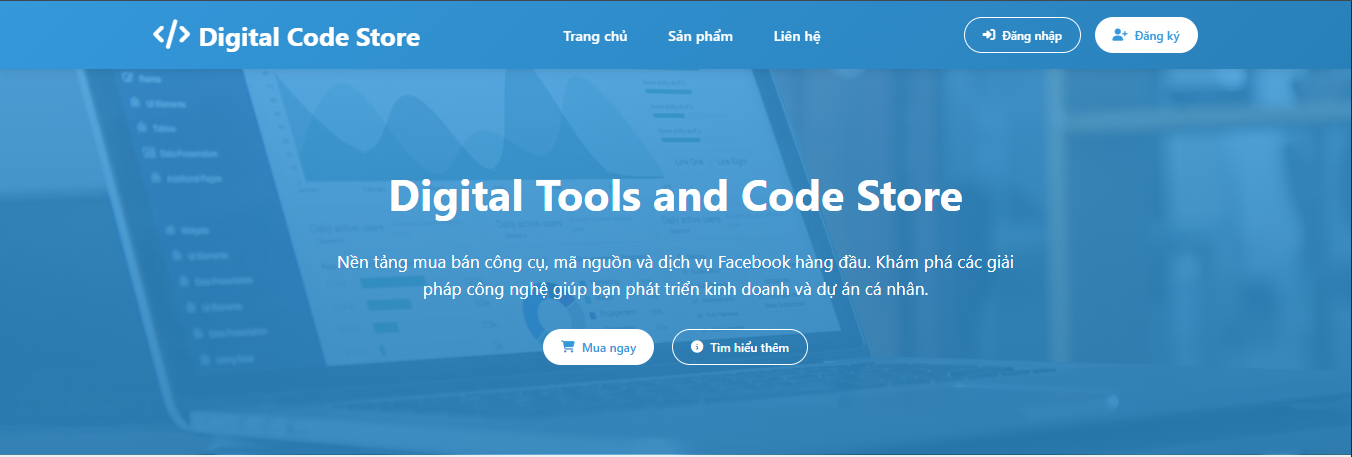 </> Digital Code Store
Trang chủ
Sản phẩm
Liên hệ
Đăng nhập
Đăng ký
Digital Tools and Code Store
Nền tảng mua bán công cụ, mã nguồn và dịch vụ Facebook hàng đầu. Khám phá các giải
pháp công nghệ giúp bạn phát triển kinh doanh và dự án cá nhân.
Mua ngay
Tìm hiểu thêm